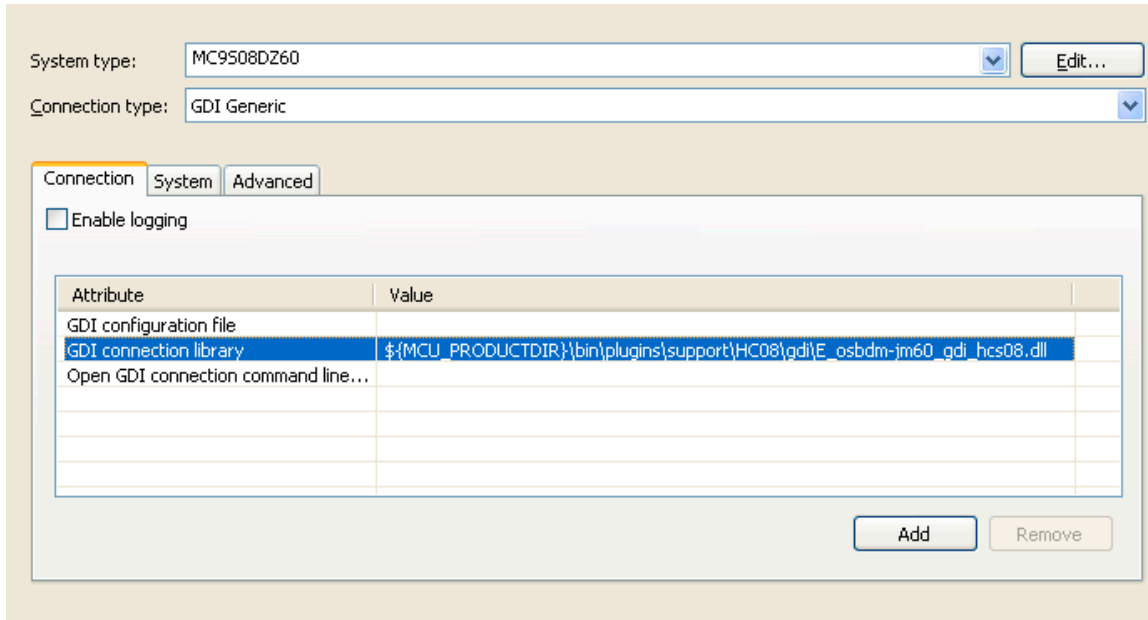 System type: MC9S08DZ60 Edit...
Connection type: GDI Generic
Connection System Advanced
Enable logging
Attribute Value
GDI configuration file
GDI connection library ${MCU_PRODUCTDIR}\bin\plugins\support\HC08\gdi\E_osbdm-jm60_gdi_hcs08.dll
Open GDI connection command line...
Add Remove